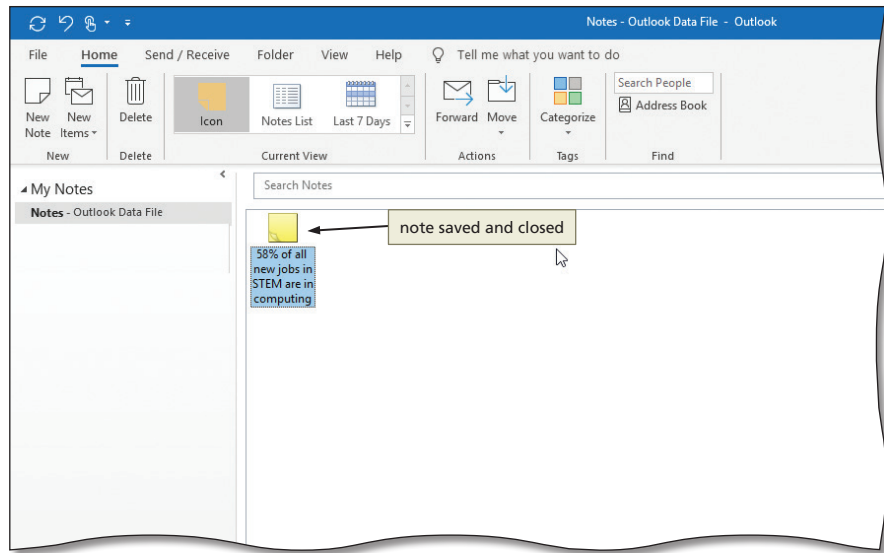 Notes - Outlook Data File - Outlook
File Home Send / Receive Folder View Help Tell me what you want to do
New Note
New Items
Delete
Icon
Notes List
Last 7 Days
Forward
Move
Categorize
Search People
Address Book
New Delete Current View Actions Tags Find
My Notes
Notes - Outlook Data File
Search Notes
note saved and closed
58% of all
new jobs in
STEM are in
computing